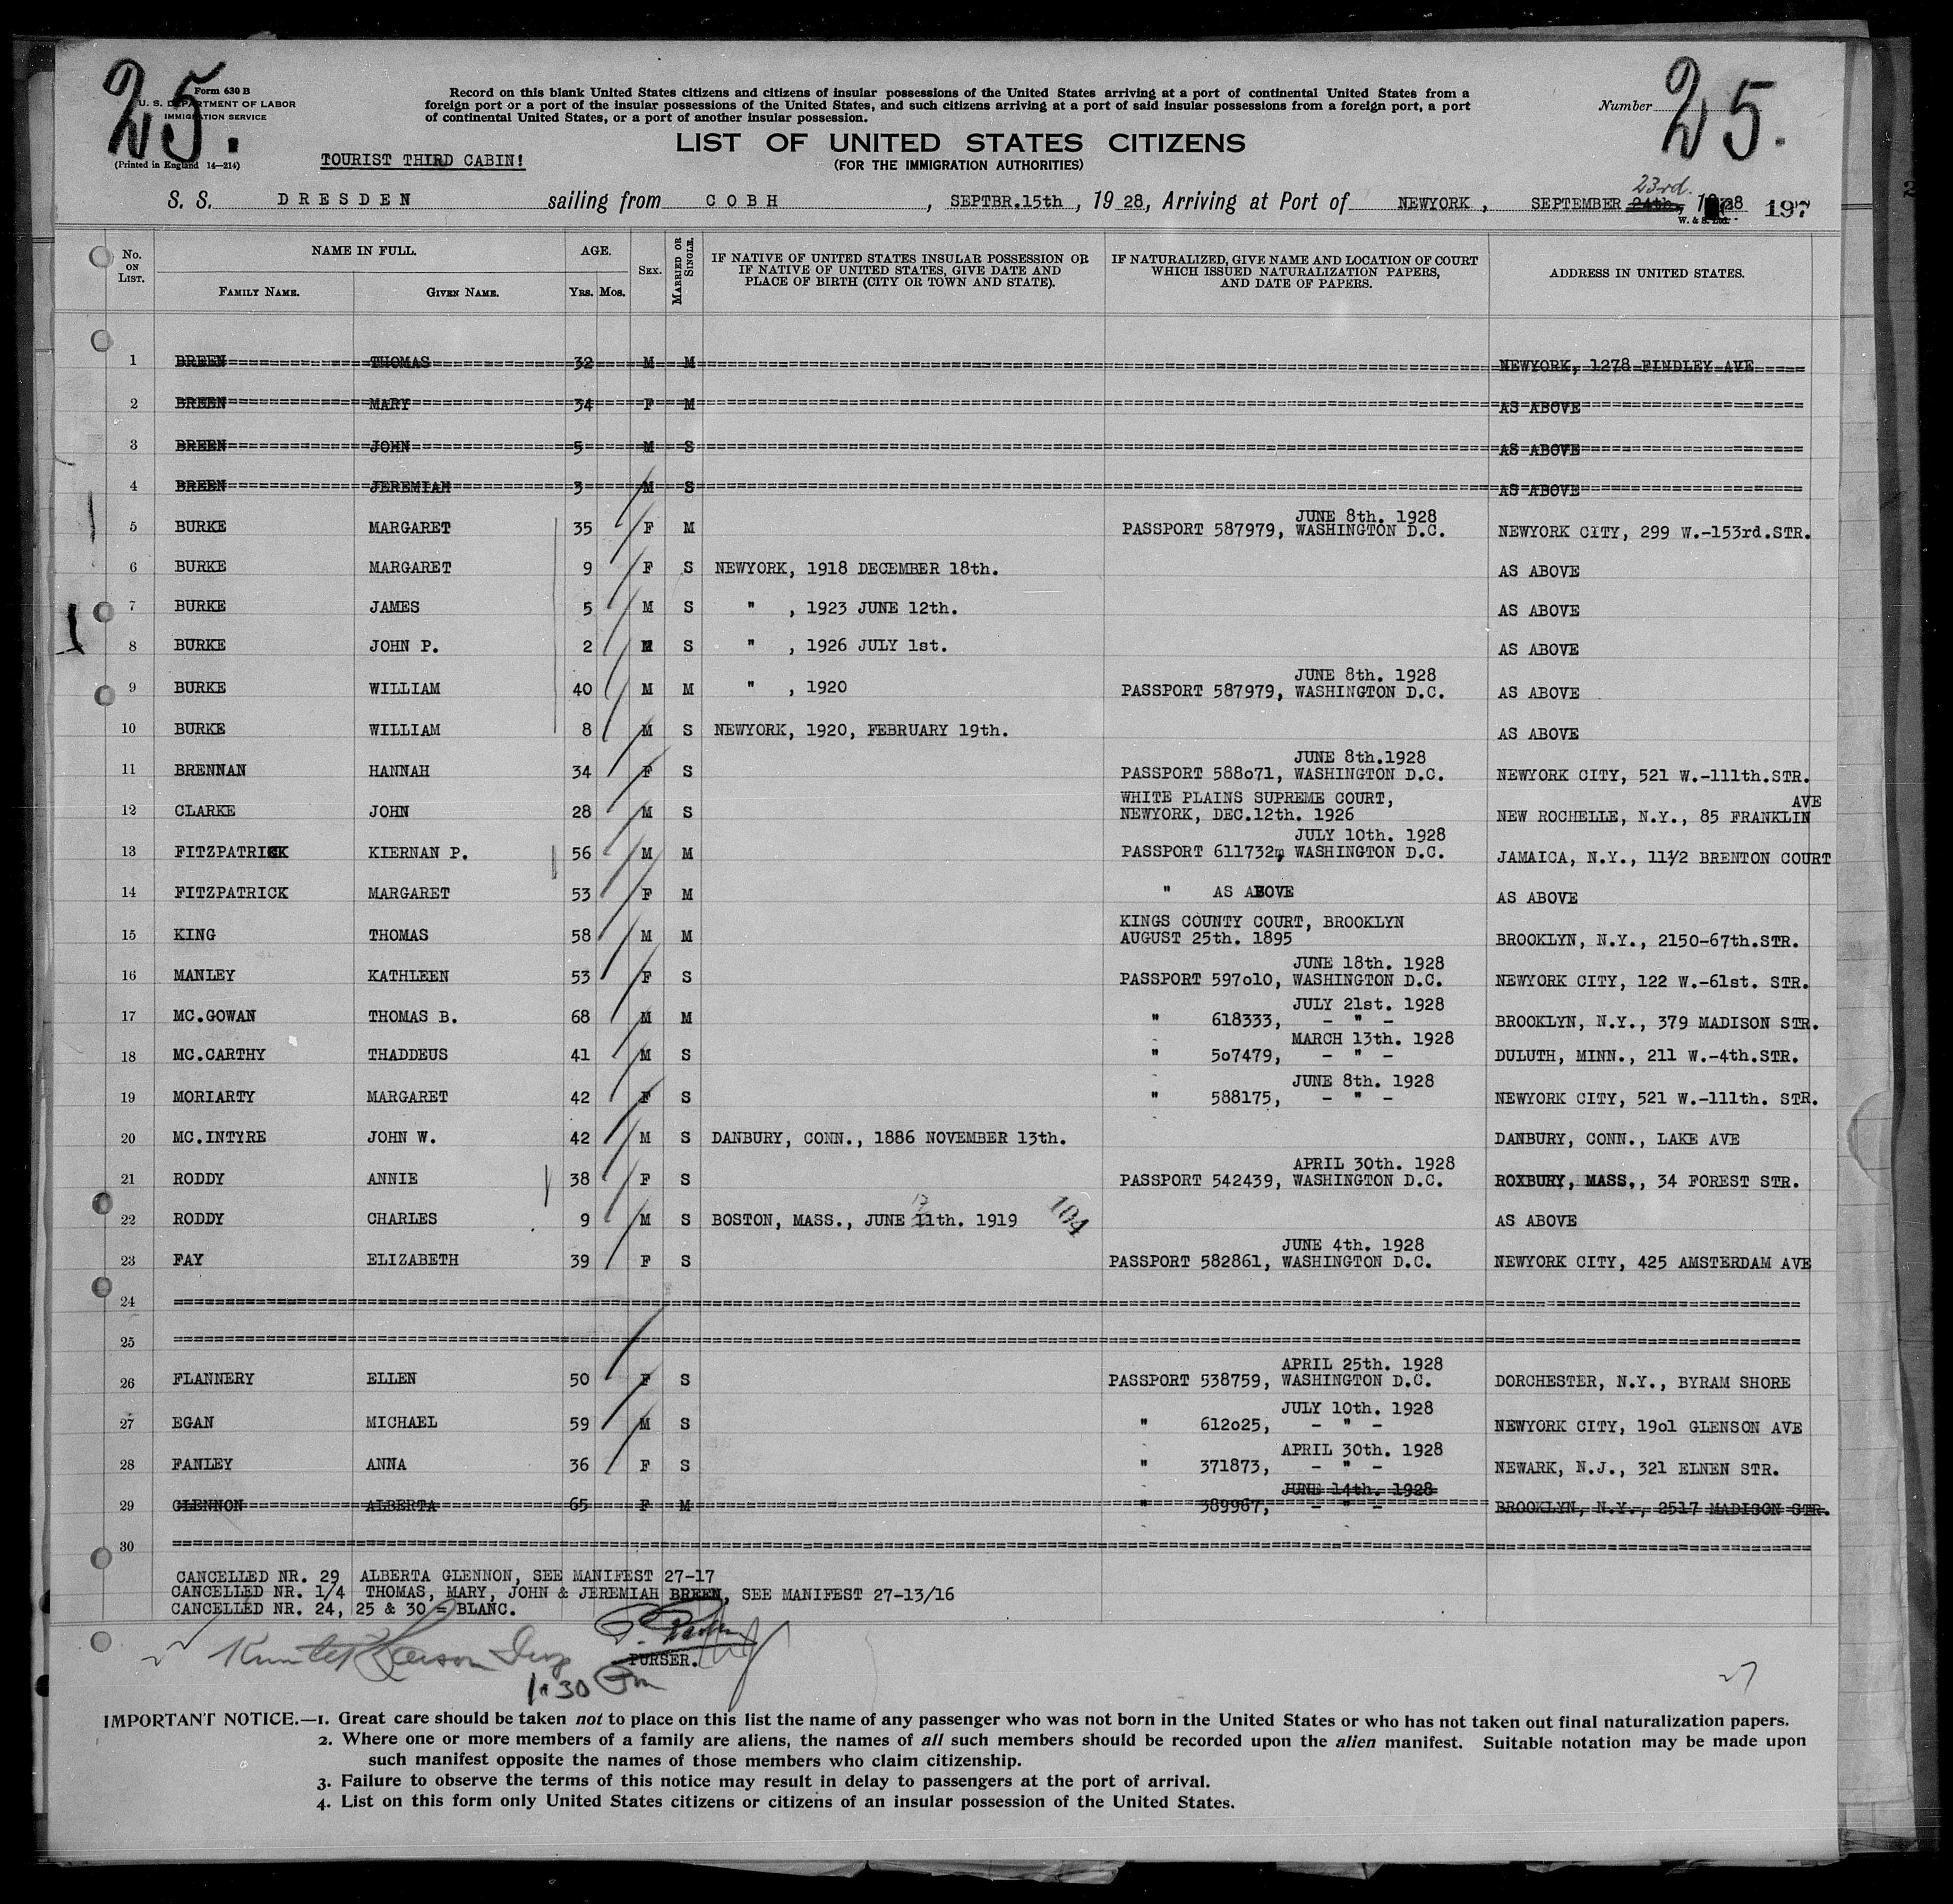 25.
25.
Form 630 B
U. S. DEPARTMENT OF LABOR
IMMIGRATION SERVICE
(Printed in England 14—214)
Record on this blank United States citizens and citizens of insular possessions of the United States arriving at a port of continental United States from a
foreign port or a port of the insular possessions of the United States, and such citizens arriving at a port of said insular possessions from a foreign port, a port
of continental United States, or a port of another insular possession.
Number
LIST OF UNITED STATES CITIZENS
(FOR THE IMMIGRATION AUTHORITIES)
TOURIST THIRD CABIN!
23rd.
S. S. DRESDEN sailing from COBH, SEPTBR.15th, 1928, Arriving at Port of NEWYORK, SEPTEMBER 24th, 1928 197
W. & S. Ltd.
No. ON LIST. NAME IN FULL. FAMILY NAME. GIVEN NAME. AGE. YRS. MOS. SEX. MARRIED OR SINGLE. IF NATIVE OF UNITED STATES INSULAR POSSESSION OR IF NATIVE OF UNITED STATES, GIVE DATE AND PLACE OF BIRTH (CITY OR TOWN AND STATE). IF NATURALIZED, GIVE NAME AND LOCATION OF COURT WHICH ISSUED NATURALIZATION PAPERS, AND DATE OF PAPERS. ADDRESS IN UNITED STATES.
1 BREEN THOMAS 32 M M NEWYORK, 1278 FINDLEY AVE
2 BREEN MARY 34 F M AS ABOVE
3 BREEN JOHN 5 M S AS ABOVE
4 BREEN JEREMIAH 3 M S AS ABOVE
JUNE 8th. 1928
5 BURKE MARGARET 35 F M PASSPORT 587979, WASHINGTON D.C. NEWYORK CITY, 299 W.-153rd.STR.
6 BURKE MARGARET 9 F S NEWYORK, 1918 DECEMBER 18th. AS ABOVE
7 BURKE JAMES 5 M S " , 1923 JUNE 12th. AS ABOVE
8 BURKE JOHN P. 2 M S " , 1926 JULY 1st. AS ABOVE
JUNE 8th. 1928
9 BURKE WILLIAM 40 M M " , 1920 PASSPORT 587979, WASHINGTON D.C. AS ABOVE
10 BURKE WILLIAM 8 M S NEWYORK, 1920, FEBRUARY 19th. AS ABOVE
JUNE 8th.1928
11 BRENNAN HANNAH 34 F S PASSPORT 588o71, WASHINGTON D.C. NEWYORK CITY, 521 W.-111th.STR.
WHITE PLAINS SUPREME COURT, AVE
12 CLARKE JOHN 28 M S NEWYORK, DEC.12th. 1926 NEW ROCHELLE, N.Y., 85 FRANKLIN
JULY 10th. 1928
13 FITZPATRICK KIERNAN P. 56 M M PASSPORT 611732, WASHINGTON D.C. JAMAICA, N.Y., 11½ BRENTON COURT
14 FITZPATRICK MARGARET 53 F M " AS ABOVE AS ABOVE
KINGS COUNTY COURT, BROOKLYN
15 KING THOMAS 58 M M AUGUST 25th. 1895 BROOKLYN, N.Y., 2150-67th.STR.
JUNE 18th. 1928
16 MANLEY KATHLEEN 53 F S PASSPORT 597o10, WASHINGTON D.C. NEWYORK CITY, 122 W.-61st. STR.
JULY 21st. 1928
17 MC.GOWAN THOMAS B. 68 M M " 618333, - " - BROOKLYN, N.Y., 379 MADISON STR.
MARCH 13th. 1928
18 MC.CARTHY THADDEUS 41 M S " 5o7479, - " - DULUTH, MINN., 211 W.-4th.STR.
JUNE 8th. 1928
19 MORIARTY MARGARET 42 F S " 588175, - " - NEWYORK CITY, 521 W.-111th. STR.
20 MC.INTYRE JOHN W. 42 M S DANBURY, CONN., 1886 NOVEMBER 13th. DANBURY, CONN., LAKE AVE
APRIL 30th. 1928
21 RODDY ANNIE 38 F S PASSPORT 542439, WASHINGTON D.C. ROXBURY, MASS., 34 FOREST STR.
22 RODDY CHARLES 9 M S BOSTON, MASS., JUNE 11th. 1919 104 AS ABOVE
JUNE 4th. 1928
23 FAY ELIZABETH 39 F S PASSPORT 582861, WASHINGTON D.C. NEWYORK CITY, 425 AMSTERDAM AVE
24
25
APRIL 25th. 1928
26 FLANNERY ELLEN 50 F S PASSPORT 538759, WASHINGTON D.C. DORCHESTER, N.Y., BYRAM SHORE
JULY 10th. 1928
27 EGAN MICHAEL 59 M S " 612o25, - " - NEWYORK CITY, 19o1 GLENSON AVE
APRIL 30th. 1928
28 FANLEY ANNA 36 F S " 371873, - " - NEWARK, N.J., 321 ELNEN STR.
JUNE 14th. 1928
29 GLENNON ALBERTA 65 F M " 389967, - " - BROOKLYN, N.Y., 2517 MADISON STR.
30
CANCELLED NR. 29 ALBERTA GLENNON, SEE MANIFEST 27-17
CANCELLED NR. 1/4 THOMAS, MARY, JOHN & JEREMIAH BREEN, SEE MANIFEST 27-13/16
CANCELLED NR. 24, 25 & 30 = BLANC.
PURSER.
1:30 Pm
IMPORTANT NOTICE.—1. Great care should be taken not to place on this list the name of any passenger who was not born in the United States or who has not taken out final naturalization papers.
2. Where one or more members of a family are aliens, the names of all such members should be recorded upon the alien manifest. Suitable notation may be made upon
such manifest opposite the names of those members who claim citizenship.
3. Failure to observe the terms of this notice may result in delay to passengers at the port of arrival.
4. List on this form only United States citizens or citizens of an insular possession of the United States.